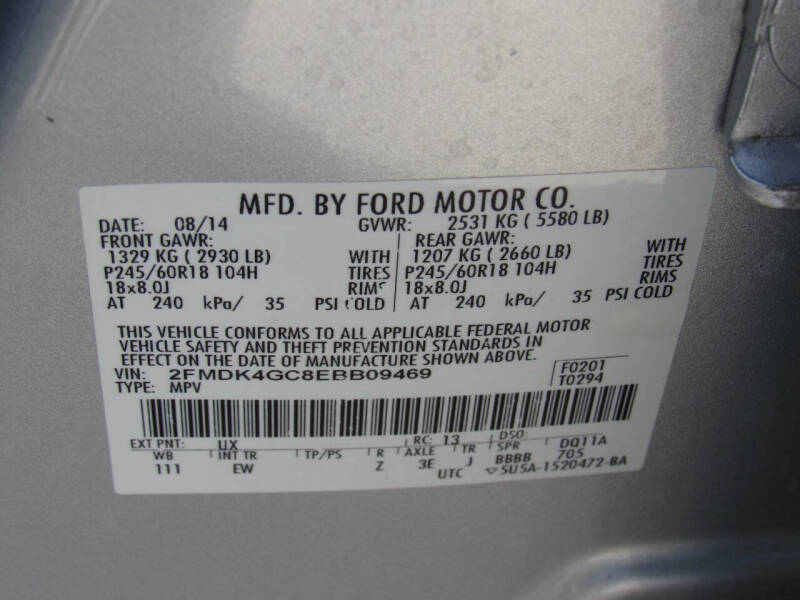 MFD. BY FORD MOTOR CO.
DATE: 08/14 GVWR: 2531 KG ( 5580 LB)
FRONT GAWR: REAR GAWR:
1329 KG ( 2930 LB) WITH 1207 KG ( 2660 LB) WITH
P245/60R18 104H TIRES P245/60R18 104H TIRES
18x8.0J RIMS 18x8.0J RIMS
AT 240 kPa/ 35 PSI COLD AT 240 kPa/ 35 PSI COLD
THIS VEHICLE CONFORMS TO ALL APPLICABLE FEDERAL MOTOR
VEHICLE SAFETY AND THEFT PREVENTION STANDARDS IN
EFFECT ON THE DATE OF MANUFACTURE SHOWN ABOVE.
VIN: 2FMDK4GC8EBB09469 F0201
TYPE: MPV T0294
EXT PNT: UX RC: 13 DSO:
WB INT TR TP/PS R AXLE TR SPR DQ11A
111 EW Z 3E J BBBB 705
UTC ▽5U5A-1520472-BA